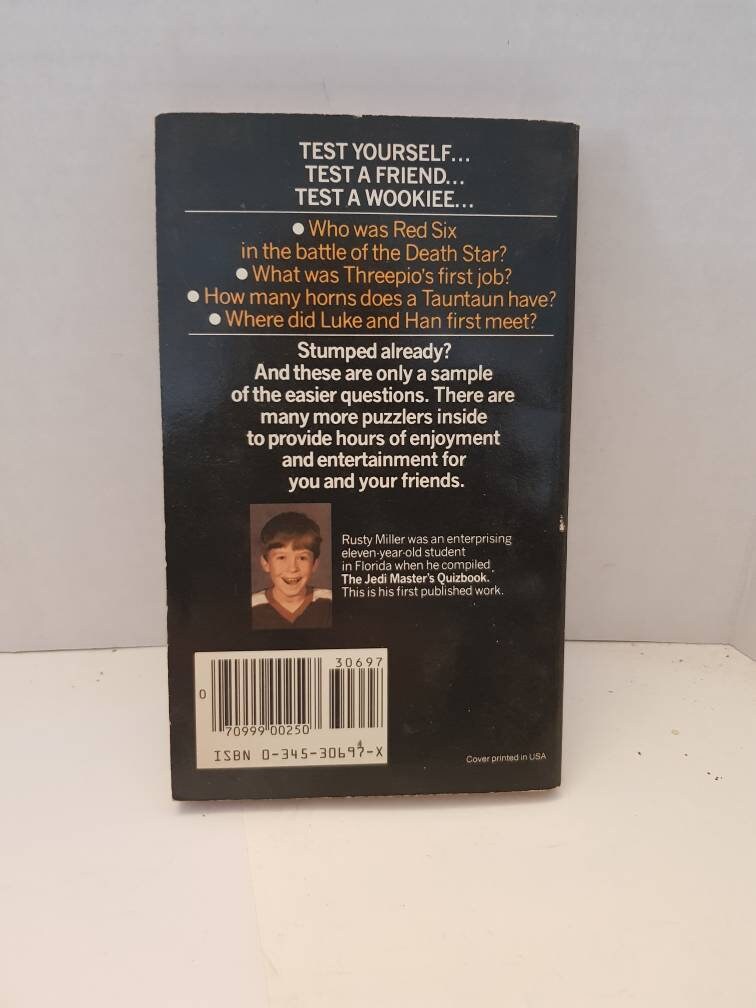 TEST YOURSELF...
TEST A FRIEND...
TEST A WOOKIEE...
● Who was Red Six
in the battle of the Death Star?
● What was Threepio's first job?
● How many horns does a Tauntaun have?
● Where did Luke and Han first meet?
Stumped already?
And these are only a sample
of the easier questions. There are
many more puzzlers inside
to provide hours of enjoyment
and entertainment for
you and your friends.
Rusty Miller was an enterprising
eleven-year-old student
in Florida when he compiled
The Jedi Master's Quizbook.
This is his first published work.
30697
0
70999 00250
ISBN 0-345-30697-X
Cover printed in USA